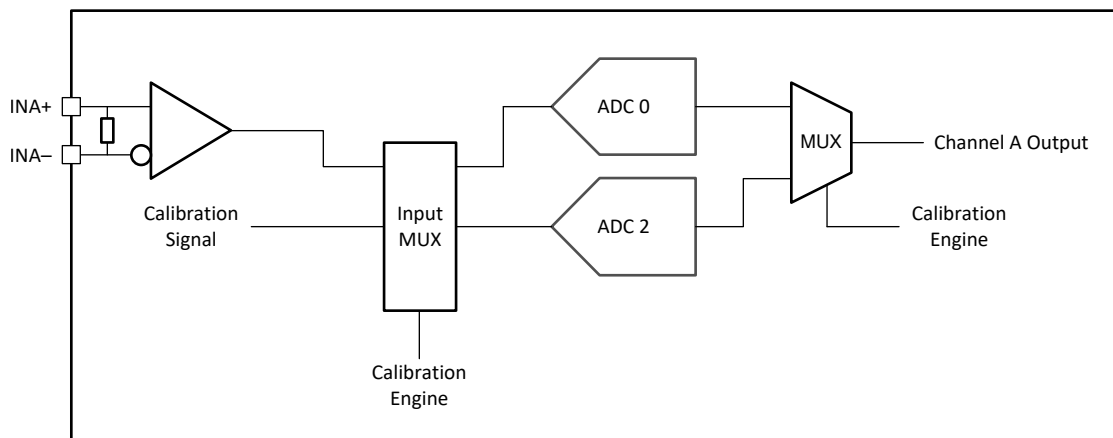 INA+
INA–
Calibration
Signal
Input
MUX
Calibration
Engine
ADC 0
ADC 2
MUX
Channel A Output
Calibration
Engine